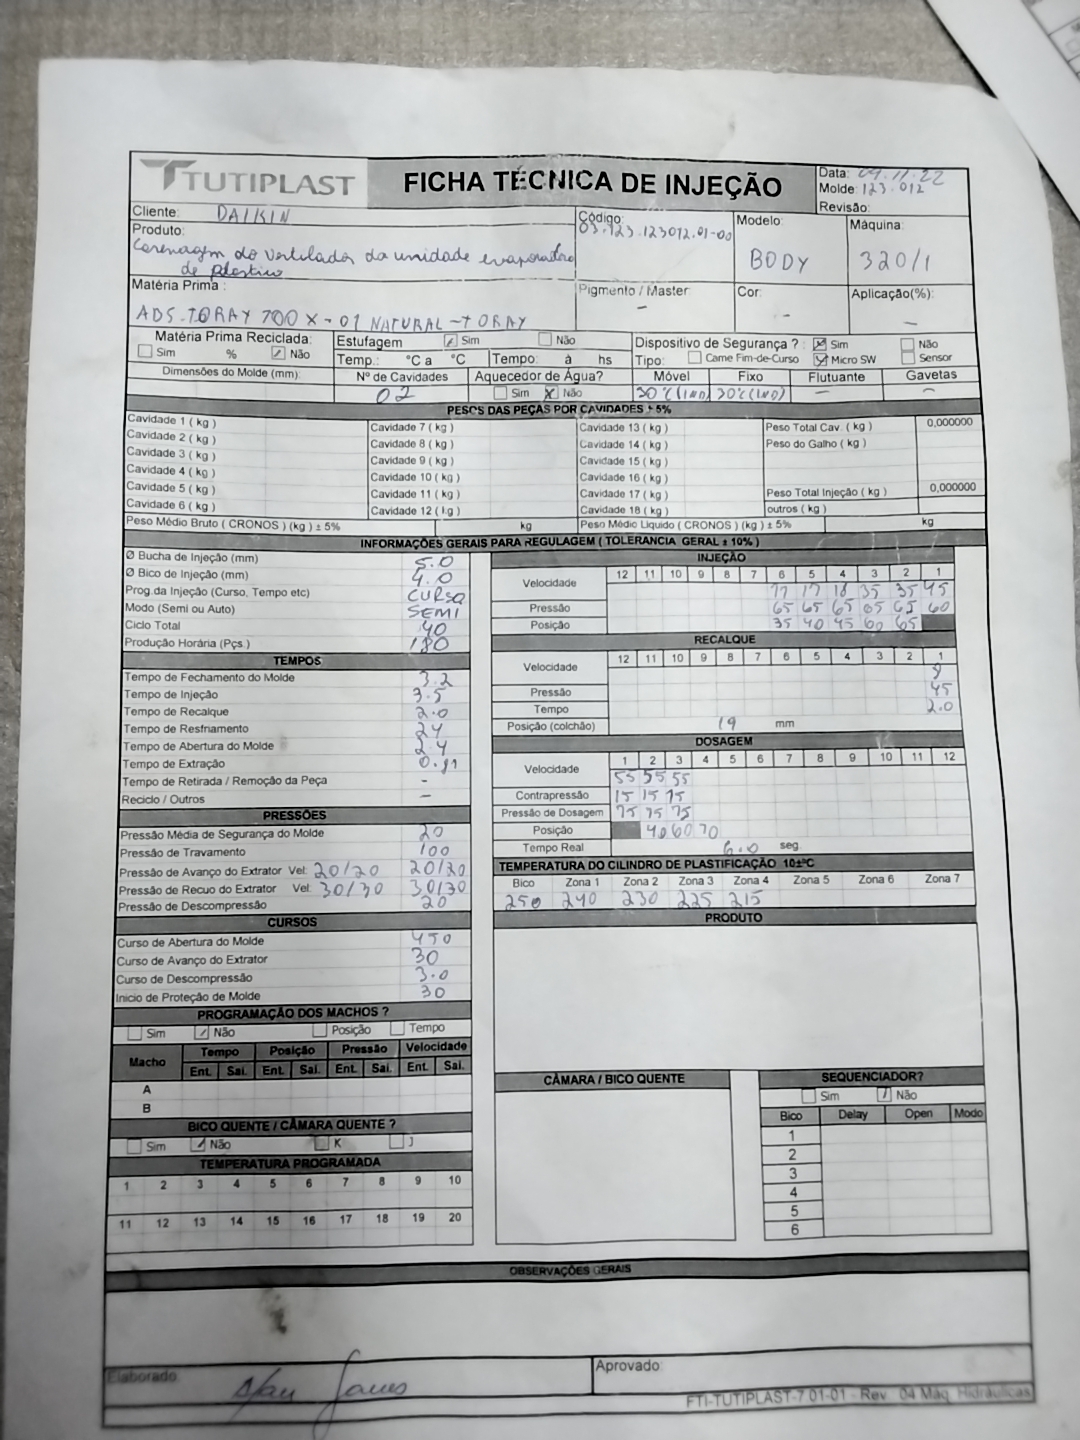 TUTIPLAST
FICHA TÉCNICA DE INJEÇÃO
Data: 04.11.22
Molde: 123.012
Revisão:
Cliente: DAIKIN
Código: 03.123.123012.01-00
Modelo: BODY
Máquina: 320/1
Produto:
Carenagem do Ventilador da unidade evaporadora
de plástico
Matéria Prima :
ADS-TORAY 700 X-01 NATURAL-TORAY
Pigmento / Master: -
Cor: -
Aplicação(%): -
Matéria Prima Reciclada:
Sim % Não
Estufagem Sim Não
Temp.: °C a °C Tempo: à hs
Dispositivo de Segurança ? : Sim Não
Tipo: Came Fim-de-Curso Micro SW Sensor
Dimensões do Molde (mm):
Nº de Cavidades
02
Aquecedor de Água?
Sim Não
Móvel Fixo Flutuante Gavetas
30°C (IND) 30°C (IND) - -
PESOS DAS PEÇAS POR CAVIDADES ± 5%
Cavidade 1 ( kg ) Cavidade 7 ( kg ) Cavidade 13 ( kg ) Peso Total Cav. ( kg ) 0,000000
Cavidade 2 ( kg ) Cavidade 8 ( kg ) Cavidade 14 ( kg ) Peso do Galho ( kg )
Cavidade 3 ( kg ) Cavidade 9 ( kg ) Cavidade 15 ( kg )
Cavidade 4 ( kg ) Cavidade 10 ( kg ) Cavidade 16 ( kg )
Cavidade 5 ( kg ) Cavidade 11 ( kg ) Cavidade 17 ( kg ) Peso Total Injeção ( kg ) 0,000000
Cavidade 6 ( kg ) Cavidade 12 ( kg ) Cavidade 18 ( kg ) outros ( kg )
Peso Médio Bruto ( CRONOS ) (kg ) ± 5% kg Peso Médio Liquido ( CRONOS ) (kg ) ± 5% kg
INFORMAÇÕES GERAIS PARA REGULAGEM ( TOLERANCIA GERAL ± 10% )
Ø Bucha de Injeção (mm) 5.0
Ø Bico de Injeção (mm) 4.0
Prog.da Injeção (Curso, Tempo etc) CURSO
Modo (Semi ou Auto) SEMI
Ciclo Total 40
Produção Horária (Pçs.) 180
TEMPOS
Tempo de Fechamento do Molde 3.2
Tempo de Injeção 3.5
Tempo de Recalque 2.0
Tempo de Resfriamento 24
Tempo de Abertura do Molde 2.4
Tempo de Extração
Tempo de Retirada / Remoção da Peça -
Reciclo / Outros -
PRESSÕES
Pressão Média de Segurança do Molde 20
Pressão de Travamento 100
Pressão de Avanço do Extrator Vel: 20/20 20/20
Pressão de Recuo do Extrator Vel: 30/30 30/30
Pressão de Descompressão 20
CURSOS
Curso de Abertura do Molde 450
Curso de Avanço do Extrator 30
Curso de Descompressão 3.0
Inicio de Proteção de Molde 30
PROGRAMAÇÃO DOS MACHOS ?
Sim Não Posição Tempo
Macho Tempo Posição Pressão Velocidade
Ent. Sai. Ent. Sai. Ent. Sai. Ent. Sai.
A
B
BICO QUENTE / CÂMARA QUENTE ?
Sim Não K J
TEMPERATURA PROGRAMADA
1 2 3 4 5 6 7 8 9 10
11 12 13 14 15 16 17 18 19 20
INJEÇÃO
12 11 10 9 8 7 6 5 4 3 2 1
Velocidade 17 17 18 35 35 45
Pressão 65 65 65 65 65 60
Posição 35 40 45 60 65
RECALQUE
12 11 10 9 8 7 6 5 4 3 2 1
Velocidade
Pressão 45
Tempo 2.0
Posição (colchão) 19 mm
DOSAGEM
1 2 3 4 5 6 7 8 9 10 11 12
Velocidade 55 55 55
Contrapressão 15 15 15
Pressão de Dosagem 75 75 75
Posição 40 60 70
Tempo Real 6.0 seg
TEMPERATURA DO CILINDRO DE PLASTIFICAÇÃO 10±ºC
Bico Zona 1 Zona 2 Zona 3 Zona 4 Zona 5 Zona 6 Zona 7
250 240 230 225 215
PRODUTO
CÂMARA / BICO QUENTE
SEQUENCIADOR?
Sim Não
Bico Delay Open Modo
1
2
3
4
5
6
OBSERVAÇÕES GERAIS
Elaborado:
Aprovado:
FTI-TUTIPLAST-7.01-01 - Rev. 04 Maq. Hidráulicas